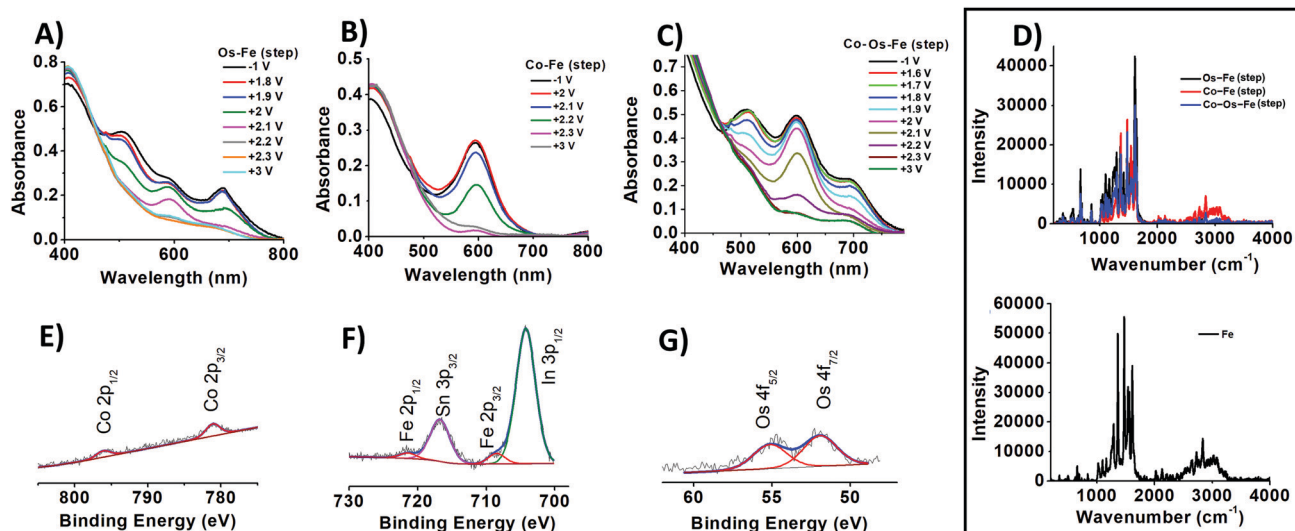 A)
Os-Fe (step)
-1 V
+1.8 V
+1.9 V
+2 V
+2.1 V
+2.2 V
+2.3 V
+3 V
Absorbance
0.8
0.6
0.4
0.2
0.0
400 500 600 700 800
Wavelength (nm)
B)
Co-Fe (step)
-1 V
+2 V
+2.1 V
+2.2 V
+2.3 V
+3 V
Absorbance
0.5
0.4
0.3
0.2
0.1
0.0
400 500 600 700 800
Wavelength (nm)
C)
Co-Os-Fe (step)
-1 V
+1.6 V
+1.7 V
+1.8 V
+1.9 V
+2 V
+2.1 V
+2.2 V
+2.3 V
+3 V
Absorbance
0.7
0.6
0.5
0.4
0.3
0.2
0.1
0.0
400 500 600 700
Wavelength (nm)
D)
Os-Fe (step)
Co-Fe (step)
Co-Os-Fe (step)
Intensity
40000
30000
20000
10000
0
1000 2000 3000 4000
Wavenumber (cm⁻¹)
Fe
Intensity
60000
50000
40000
30000
20000
10000
0
1000 2000 3000 4000
Wavenumber (cm⁻¹)
E)
Co 2p1/2
Co 2p3/2
800 790 780
Binding Energy (eV)
F)
Fe 2p1/2
Sn 3p3/2
Fe 2p3/2
In 3p1/2
730 720 710 700
Binding Energy (eV)
G)
Os 4f5/2
Os 4f7/2
60 55 50
Binding Energy (eV)